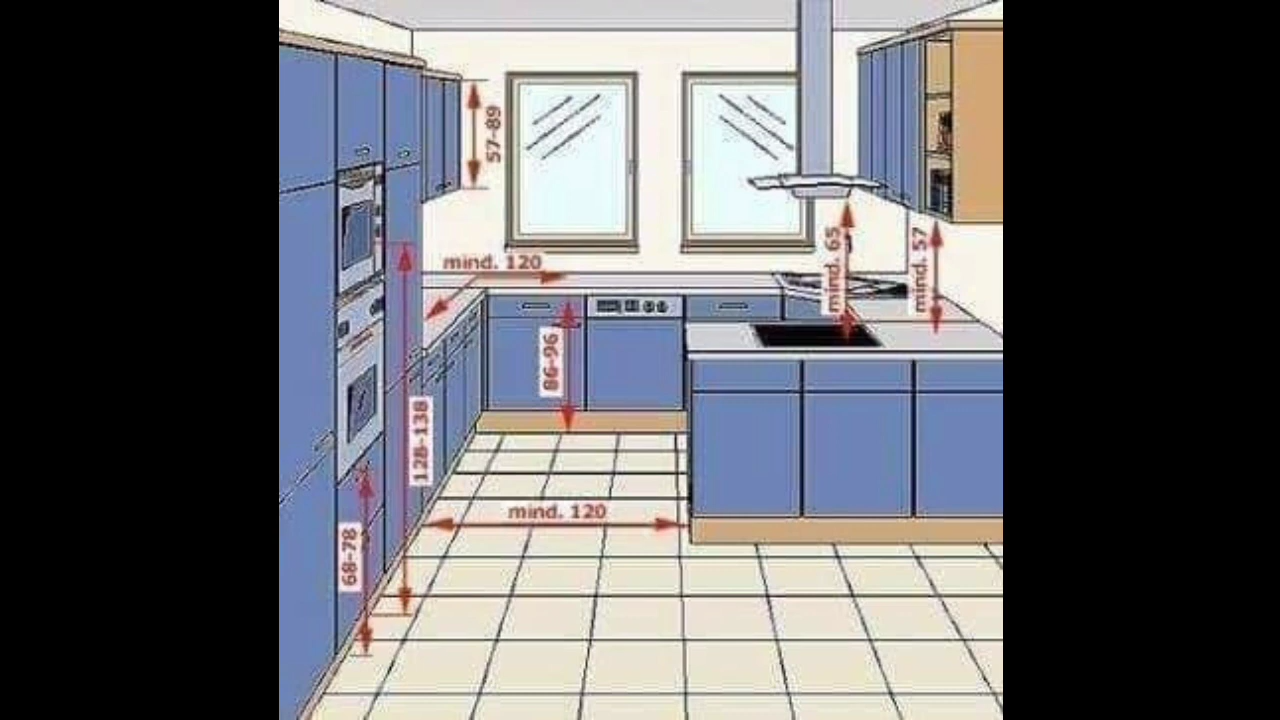 57-89
mind. 65
mind. 57
mind. 120
86-96
128-138
mind. 120
68-78